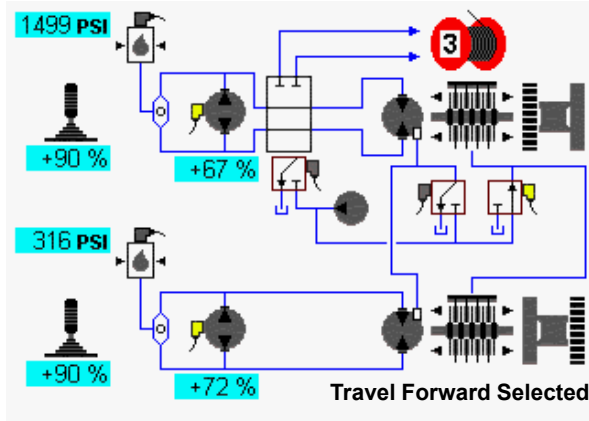 1499 PSI
3
+90 %
+67 %
316 PSI
+90 %
+72 %
Travel Forward Selected